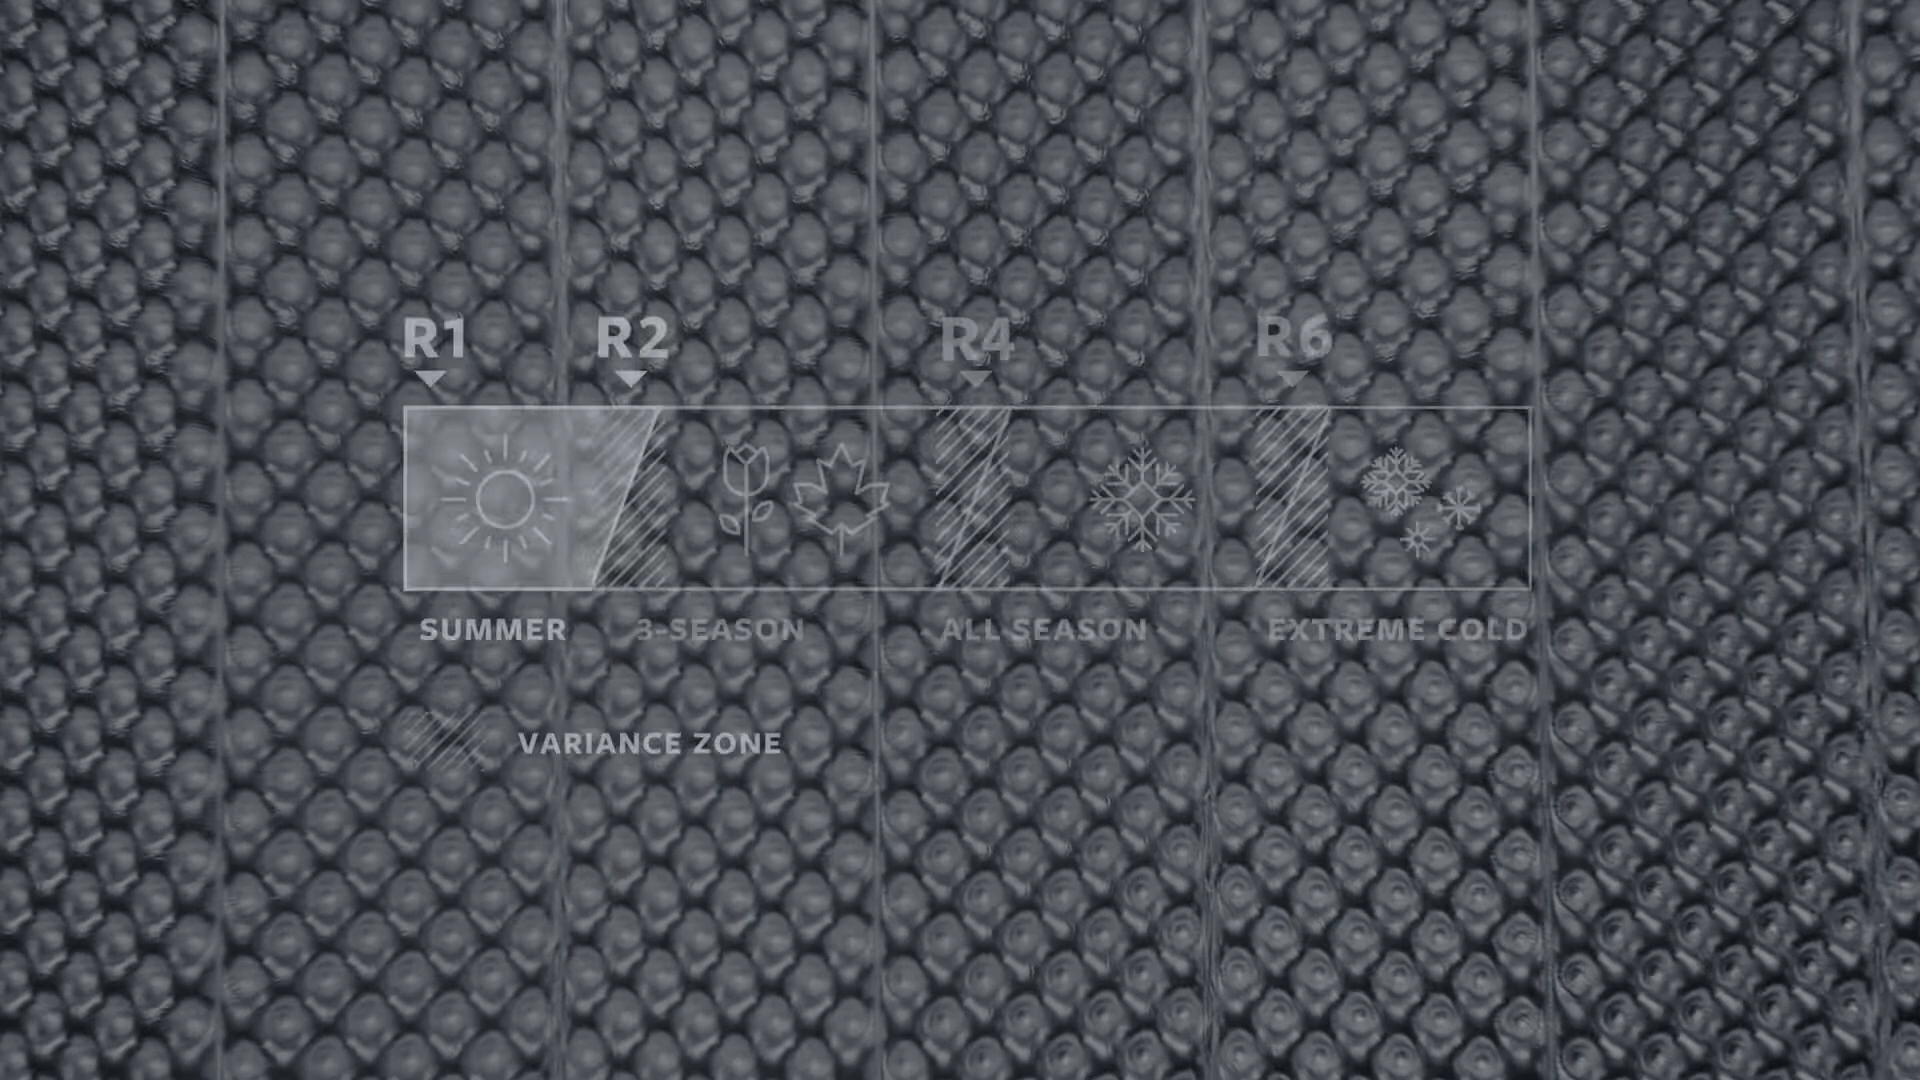 R1 R2 R4 R6
SUMMER 3-SEASON ALL SEASON EXTREME COLD
VARIANCE ZONE